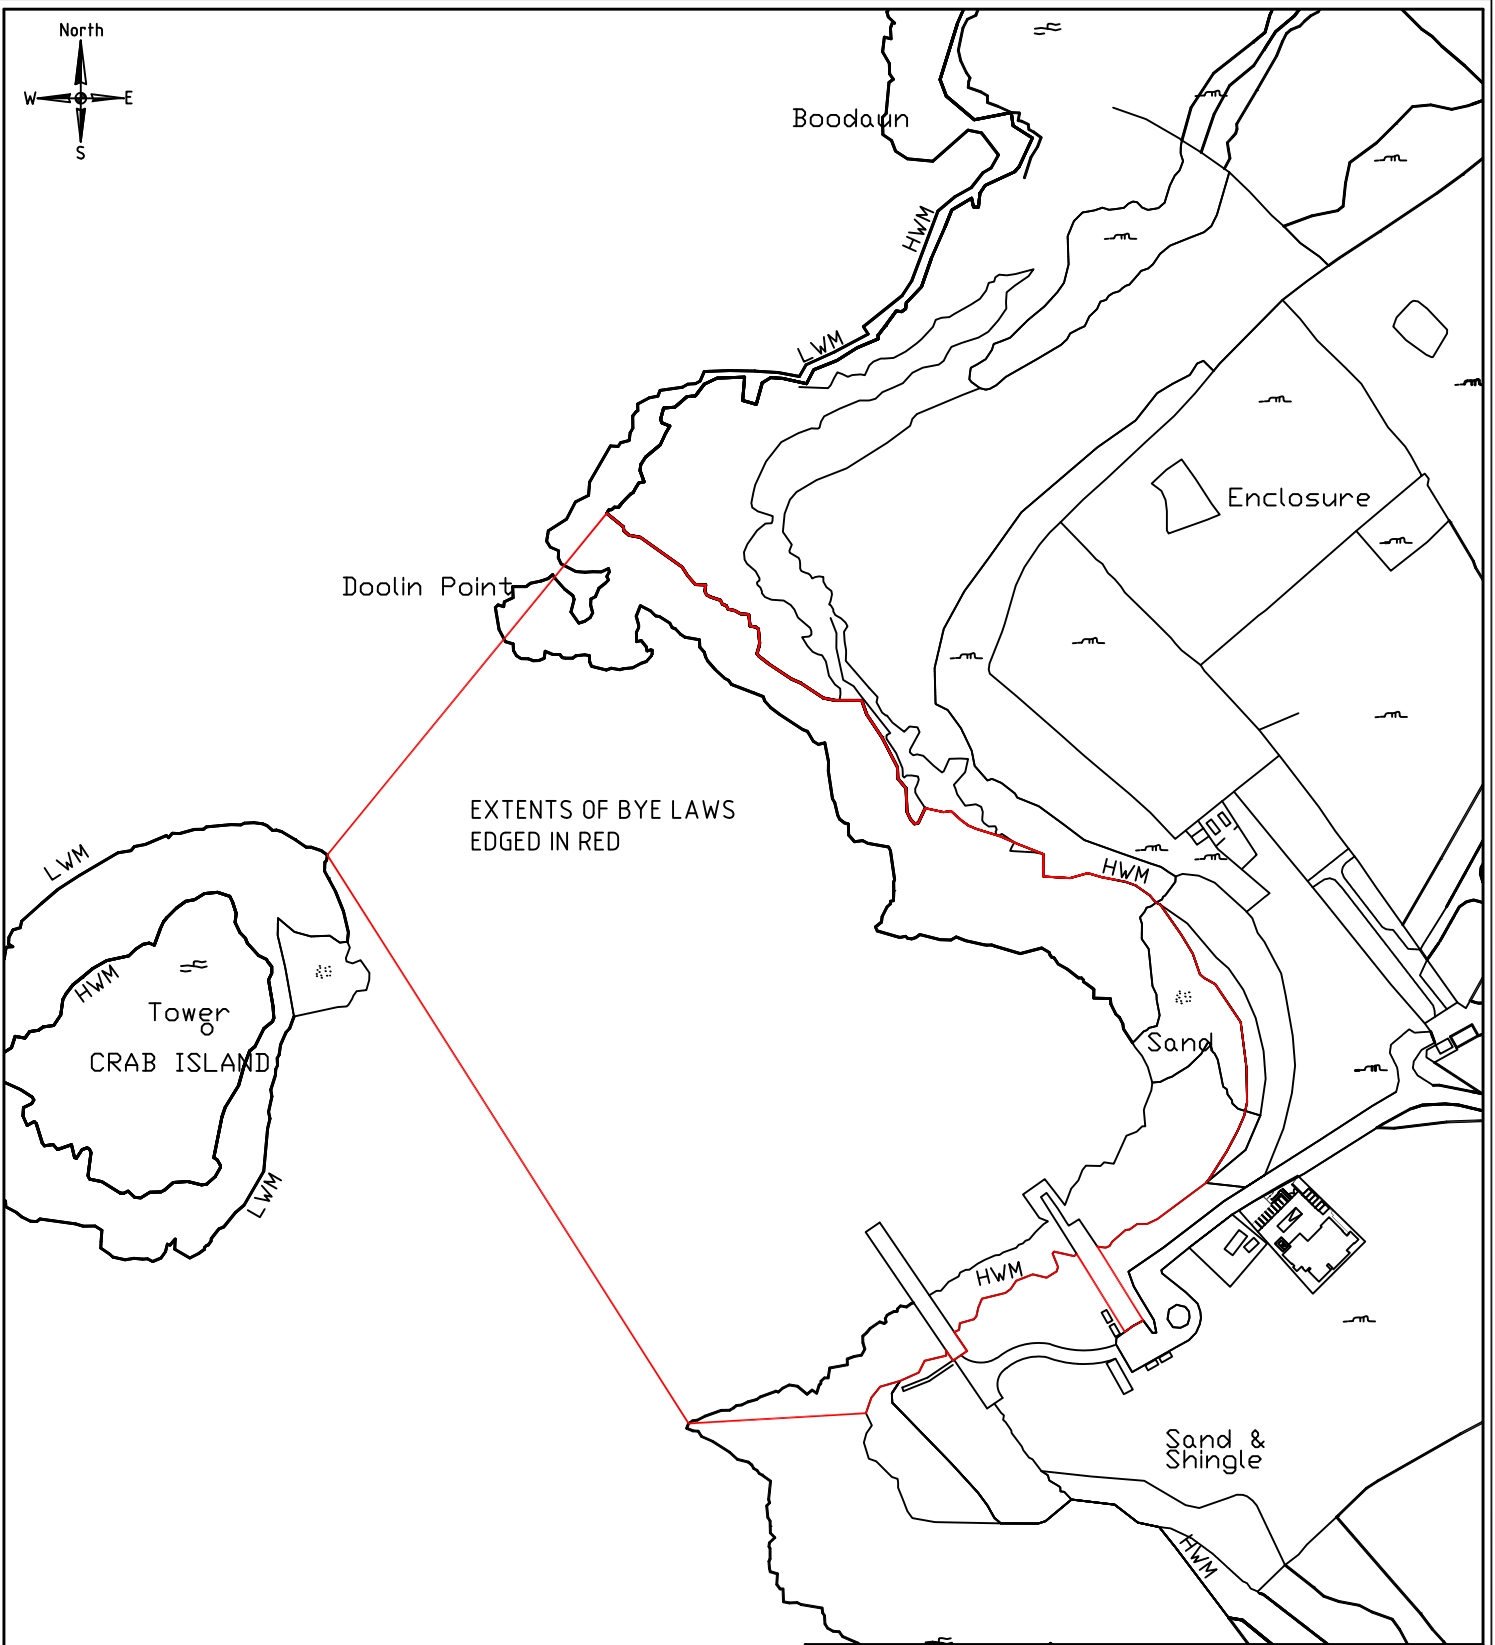 North
W E
S
Boodaun
HWM
LWM
Enclosure
Doolin Point
EXTENTS OF BYE LAWS
EDGED IN RED
LWM
HWM
HWM
Tower
CRAB ISLAND
Sand
LWM
HWM
Sand &
Shingle
HWM